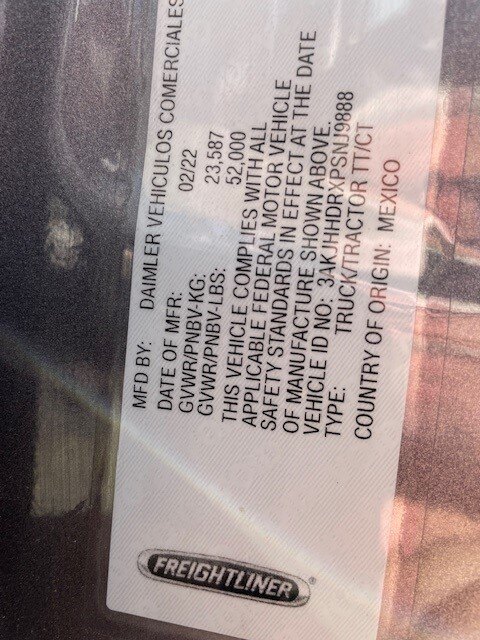 MFD BY: DAIMLER VEHICULOS COMERCIALES
DATE OF MFR: 02/22
GVWR/PNBV-KG: 23,587
GVWR/PNBV-LBS: 52,000
THIS VEHICLE COMPLIES WITH ALL
APPLICABLE FEDERAL MOTOR VEHICLE
SAFETY STANDARDS IN EFFECT AT THE DATE
OF MANUFACTURE SHOWN ABOVE.
VEHICLE ID NO: 3AKJHHDRXPSNJ9888
TYPE: TRUCK/TRACTOR TT/CT
COUNTRY OF ORIGIN: MEXICO
FREIGHTLINER®